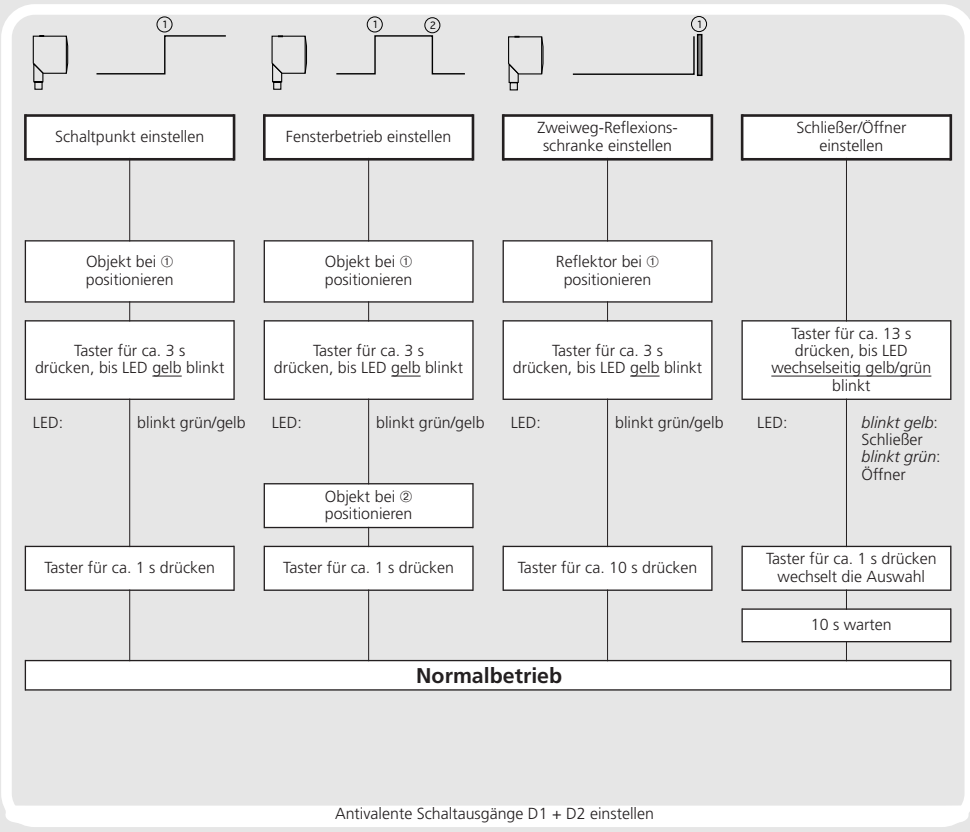 ① ① ② ①
Schaltpunkt einstellen
Objekt bei ①
positionieren
Taster für ca. 3 s
drücken, bis LED gelb blinkt
LED: blinkt grün/gelb
Taster für ca. 1 s drücken
Fensterbetrieb einstellen
Objekt bei ①
positionieren
Taster für ca. 3 s
drücken, bis LED gelb blinkt
LED: blinkt grün/gelb
Objekt bei ②
positionieren
Taster für ca. 1 s drücken
Zweiweg-Reflexions-
schranke einstellen
Reflektor bei ①
positionieren
Taster für ca. 3 s
drücken, bis LED gelb blinkt
LED: blinkt grün/gelb
Taster für ca. 10 s drücken
Schließer/Öffner
einstellen
Taster für ca. 13 s
drücken, bis LED
wechselseitig gelb/grün
blinkt
LED: blinkt gelb:
Schließer
blinkt grün:
Öffner
Taster für ca. 1 s drücken
wechselt die Auswahl
10 s warten
Normalbetrieb
Antivalente Schaltausgänge D1 + D2 einstellen